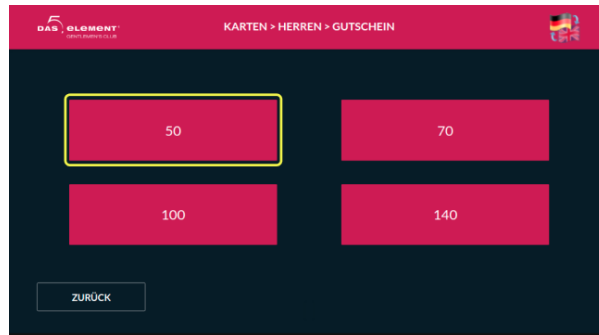 DAS ELEMENT
GENTLEMEN'S CLUB
KARTEN > HERREN > GUTSCHEIN
50
70
100
140
ZURÜCK